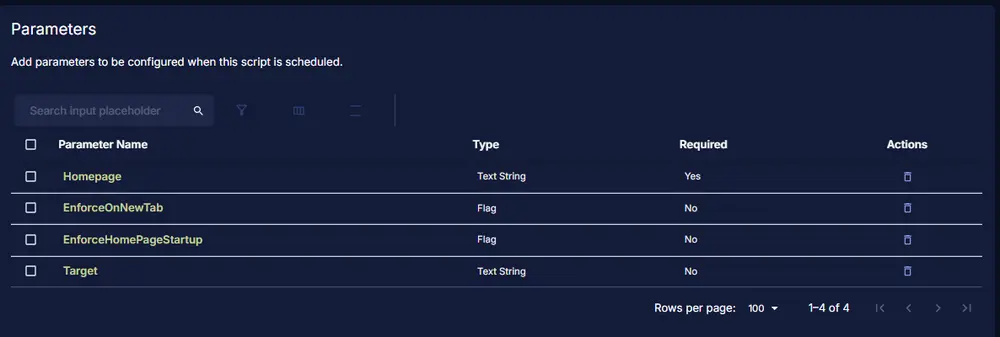 Parameters
Add parameters to be configured when this script is scheduled.
Search input placeholder
Parameter Name Type Required Actions
Homepage Text String Yes
EnforceOnNewTab Flag No
EnforceHomePageStartup Flag No
Target Text String No
Rows per page: 100 1–4 of 4